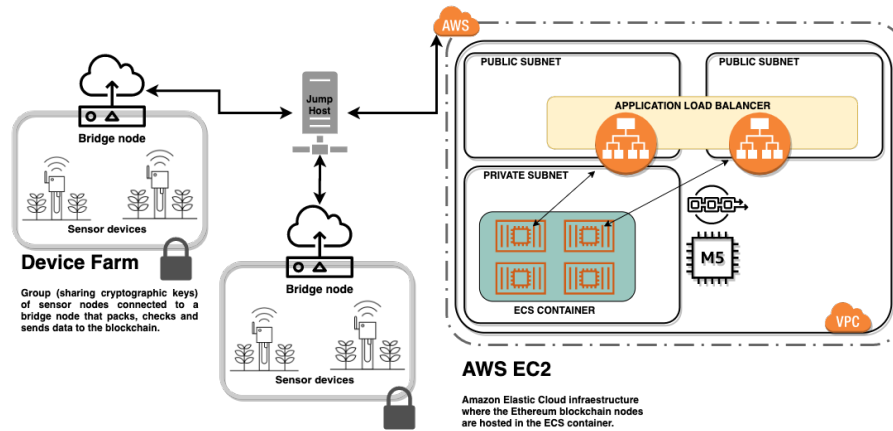 AWS
PUBLIC SUBNET
PUBLIC SUBNET
APPLICATION LOAD BALANCER
Jump
Host
Bridge node
Sensor devices
Device Farm
Group (sharing cryptographic keys)
of sensor nodes connected to a
bridge node that packs, checks and
sends data to the blockchain.
Bridge node
Sensor devices
PRIVATE SUBNET
ECS CONTAINER
M5
VPC
AWS EC2
Amazon Elastic Cloud infraestructure
where the Ethereum blockchain nodes
are hosted in the ECS container.